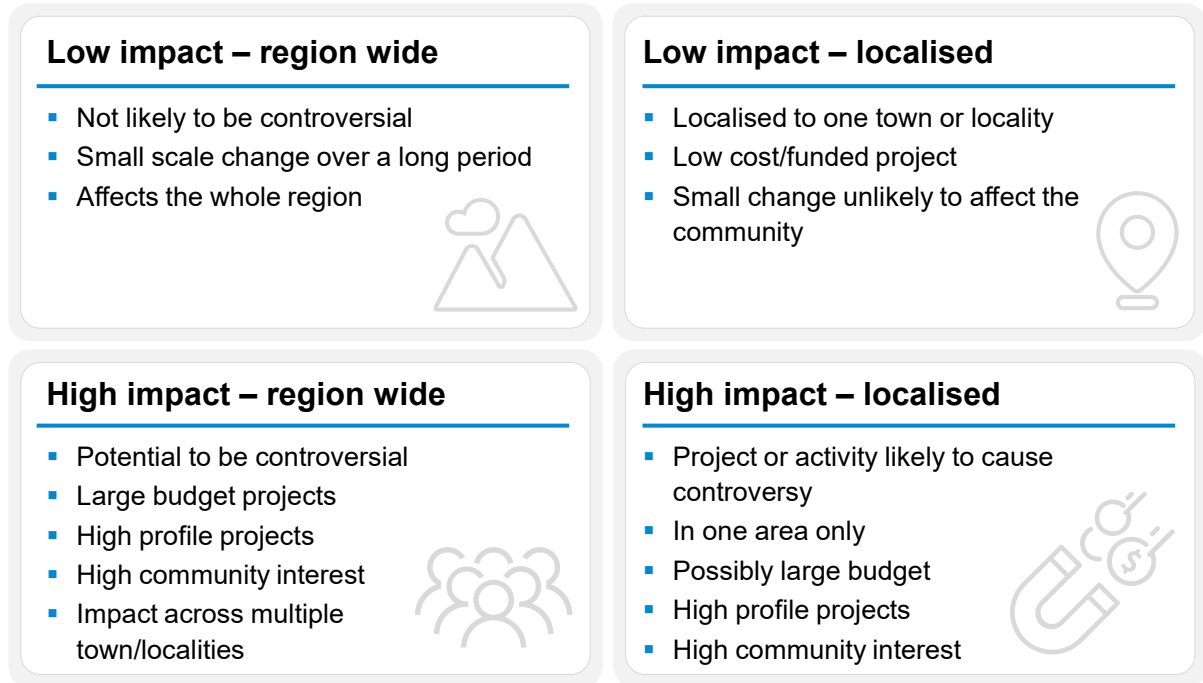 Low impact – region wide
▪ Not likely to be controversial
▪ Small scale change over a long period
▪ Affects the whole region
Low impact – localised
▪ Localised to one town or locality
▪ Low cost/funded project
▪ Small change unlikely to affect the
community
High impact – region wide
▪ Potential to be controversial
▪ Large budget projects
▪ High profile projects
▪ High community interest
▪ Impact across multiple
town/localities
High impact – localised
▪ Project or activity likely to cause
controversy
▪ In one area only
▪ Possibly large budget
▪ High profile projects
▪ High community interest
$